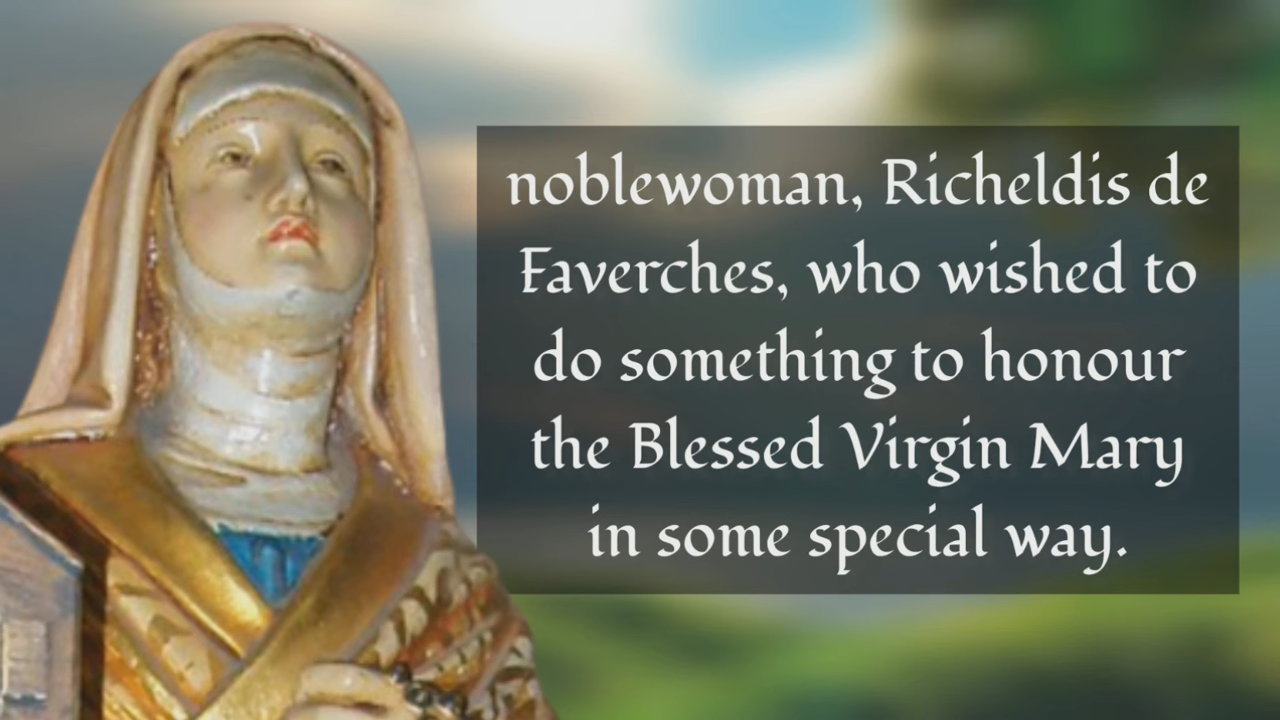 noblewoman, Richeldis de
Faverches, who wished to
do something to honour
the Blessed Virgin Mary
in some special way.